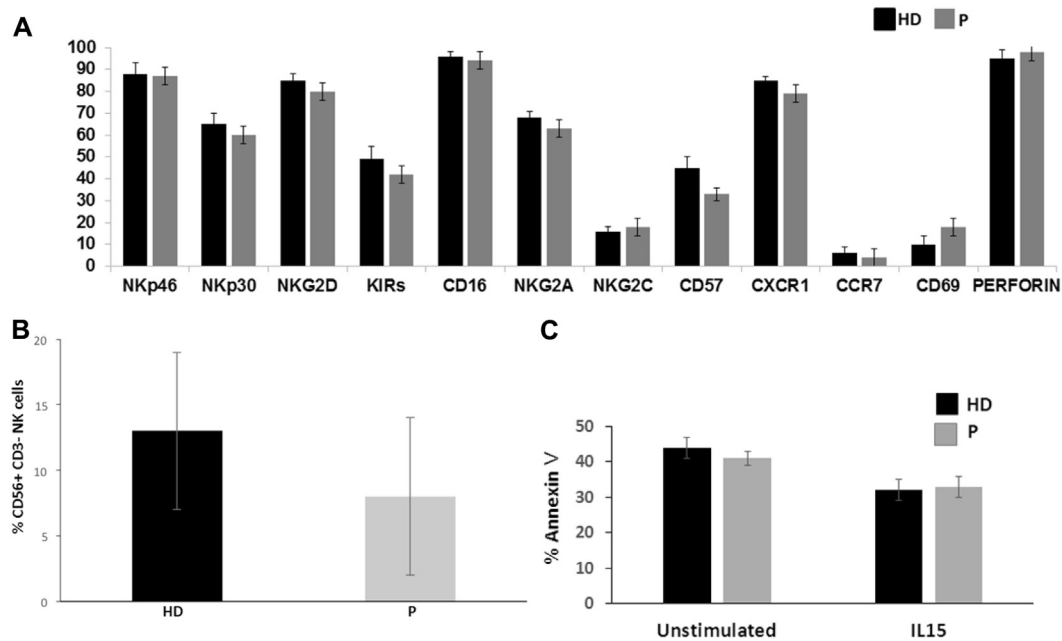 A
HD P
100
90
80
70
60
50
40
30
20
10
0
NKp46 NKp30 NKG2D KIRs CD16 NKG2A NKG2C CD57 CXCR1 CCR7 CD69 PERFORIN
B
% CD56+ CD3- NK cells
20
15
10
5
0
HD P
C
HD
P
% Annexin V
50
40
30
20
10
0
Unstimulated IL15